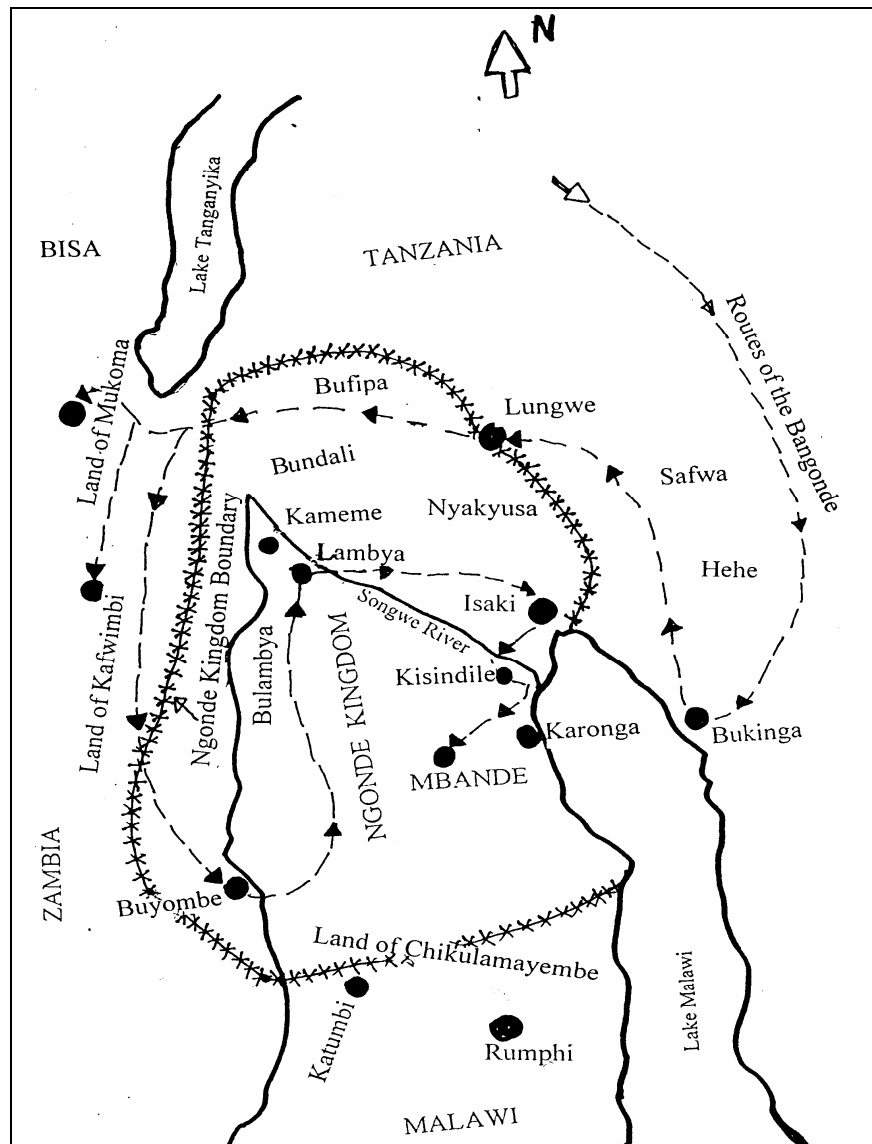 N
Lake Tanganyika
BISA
TANZANIA
Routes of the Bangonde
Land of Mukoma
Bufipa
Lungwe
Bundali
Safwa
Kameme
Nyakyusa
Lambya
Hehe
Isaki
Songwe River
Land of Kafwimbi
Ngonde Kingdom Boundary
Bulambya
NGONDE KINGDOM
Kisindile
Karonga
Bukinga
MBANDE
ZAMBIA
Buyombe
Land of Chikulamayembe
Katumbi
Rumphi
Lake Malawi
MALAWI